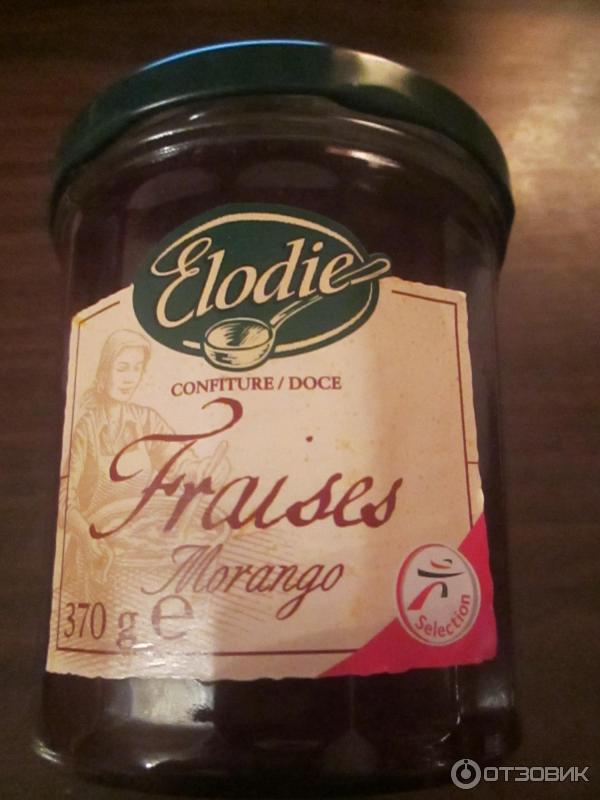 Elodie
CONFITURE / DOCE
Fraises
Morango
370 g e
Selection
ОТЗОВИК